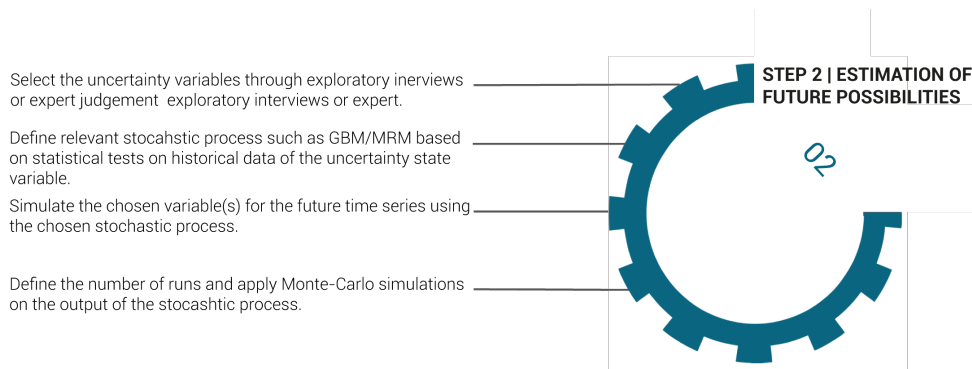 Select the uncertainty variables through exploratory inerviews
or expert judgement  exploratory interviews or expert.
Define relevant stocahstic process such as GBM/MRM based
on statistical tests on historical data of the uncertainty state
variable.
Simulate the chosen variable(s) for the future time series using
the chosen stochastic process.
Define the number of runs and apply Monte-Carlo simulations
on the output of the stocashtic process.
STEP 2 | ESTIMATION OF
FUTURE POSSIBILITIES
02